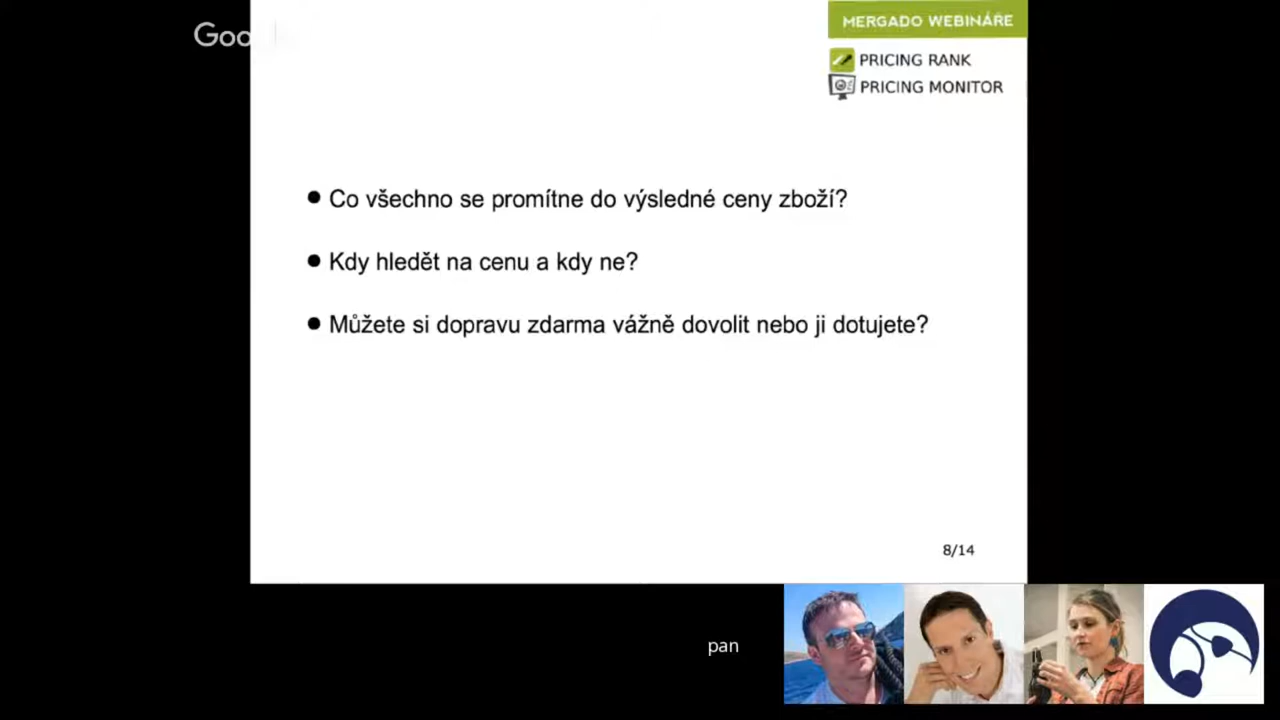 MERGADO WEBINÁŘE
PRICING RANK
PRICING MONITOR
Co všechno se promítne do výsledné ceny zboží?
Kdy hledět na cenu a kdy ne?
Můžete si dopravu zdarma vážně dovolit nebo ji dotujete?
8/14
pan